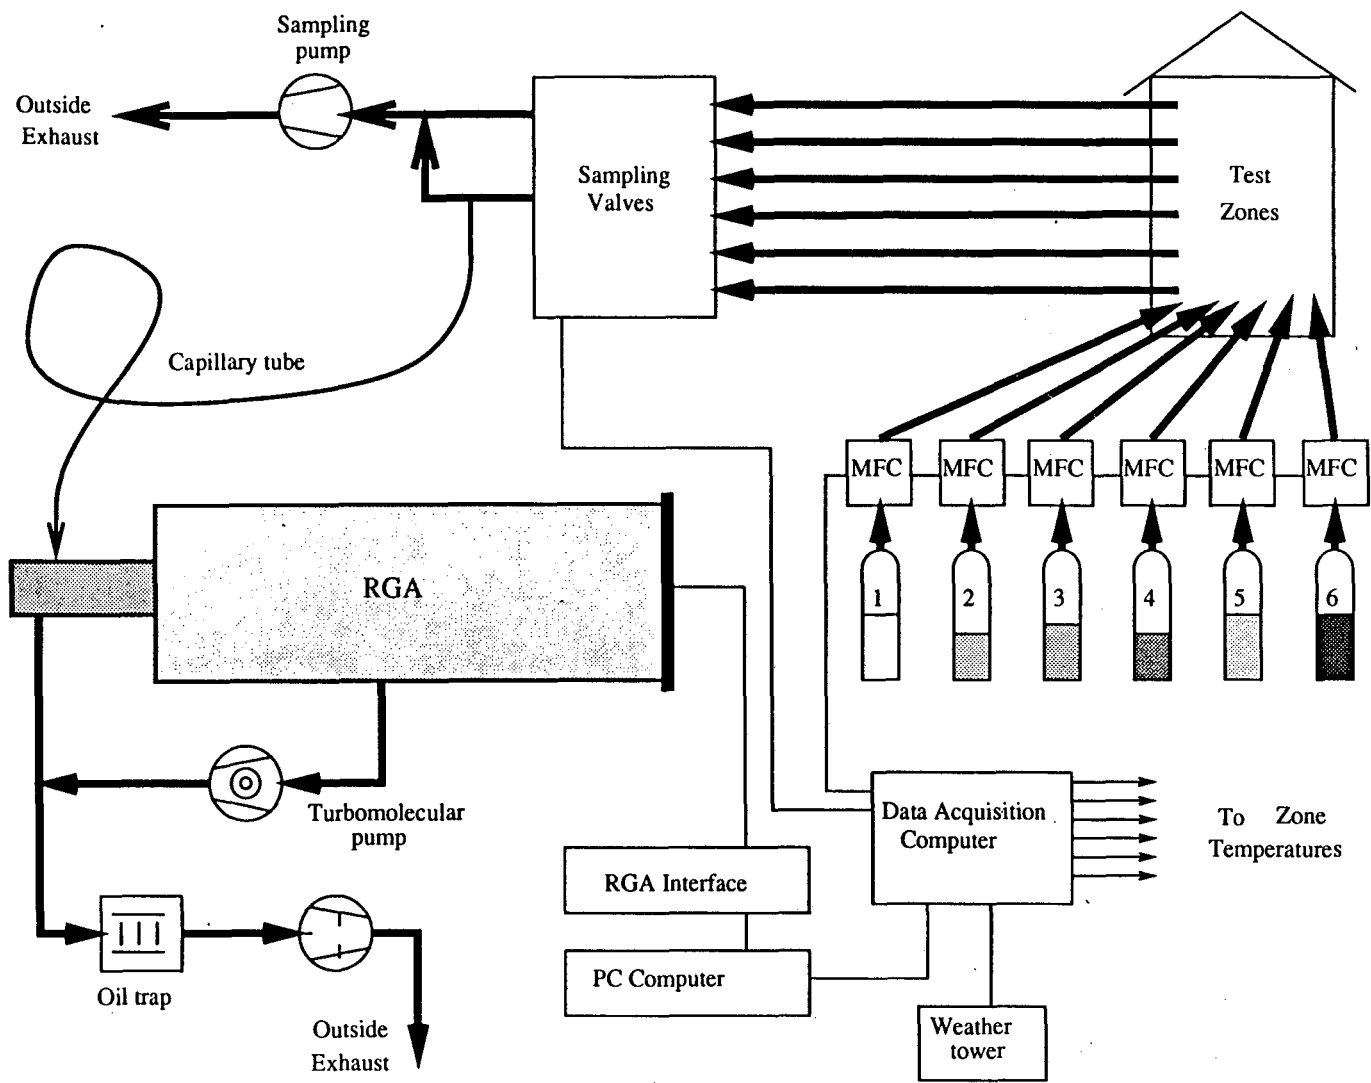 Sampling
pump
Outside
Exhaust
Sampling
Valves
Test
Zones
Capillary tube
MFC MFC MFC MFC MFC MFC
RGA
1 2 3 4 5 6
Turbomolecular
pump
Data Acquisition
Computer
To Zone
Temperatures
RGA Interface
PC Computer
Oil trap
Outside
Exhaust
Weather
tower